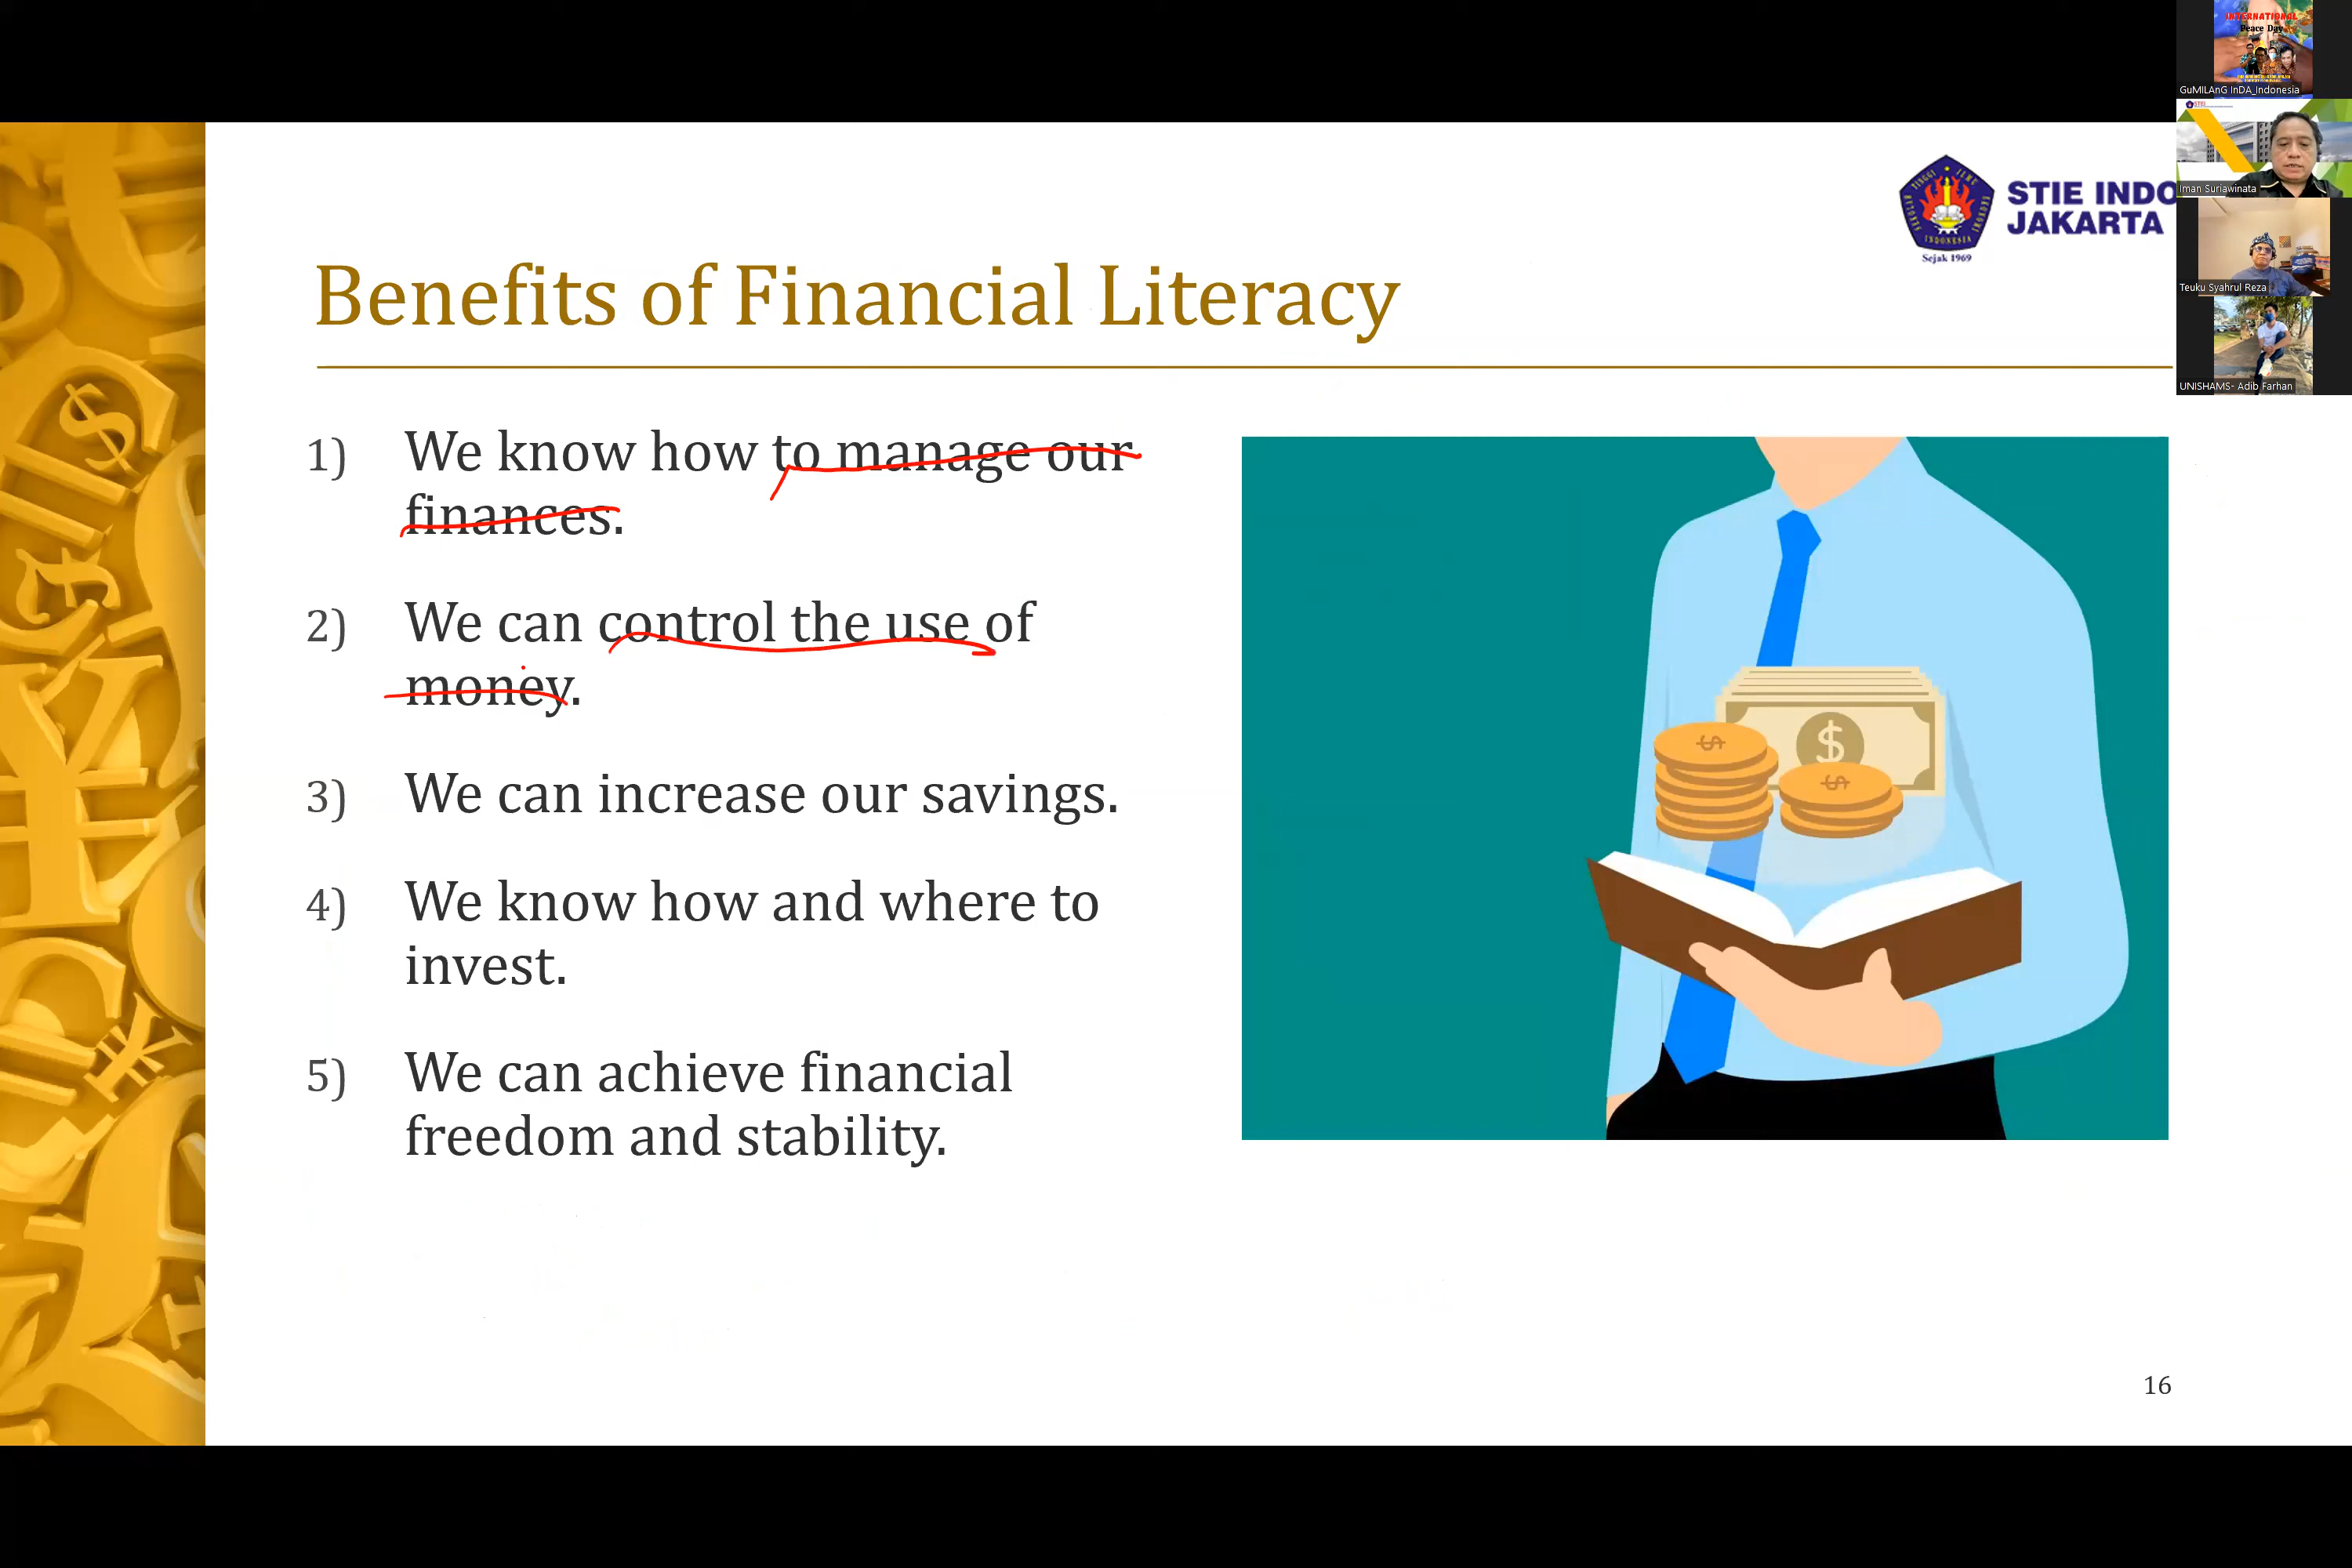 INTERNATIONAL
Peace Day
GuMILAnG InDA_Indonesia
Iman Suriawinata
Teuku Syahrul Reza
UNISHAMS- Adib Farhan
STIE INDO
JAKARTA
Sejak 1969
Benefits of Financial Literacy
1) We know how to manage our
finances.
2) We can control the use of
money.
3) We can increase our savings.
4) We know how and where to
invest.
5) We can achieve financial
freedom and stability.
16